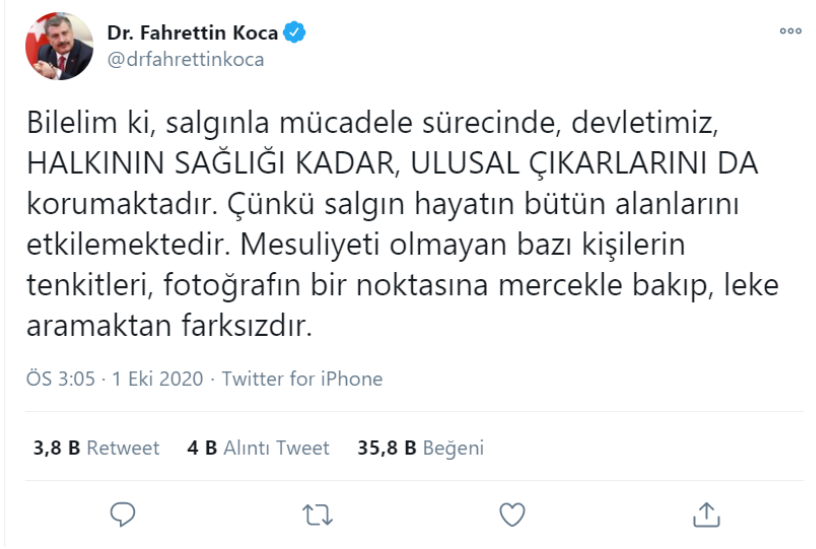 Dr. Fahrettin Koca
@drfahrettinkoca
Bilelim ki, salgınla mücadele sürecinde, devletimiz,
HALKININ SAĞLIĞI KADAR, ULUSAL ÇIKARLARINI DA
korumaktadır. Çünkü salgın hayatın bütün alanlarını
etkilemektedir. Mesuliyeti olmayan bazı kişilerin
tenkitleri, fotoğrafın bir noktasına mercekle bakıp, leke
aramaktan farksızdır.
ÖS 3:05 · 1 Eki 2020 · Twitter for iPhone
3,8 B Retweet 4 B Alıntı Tweet 35,8 B Beğeni